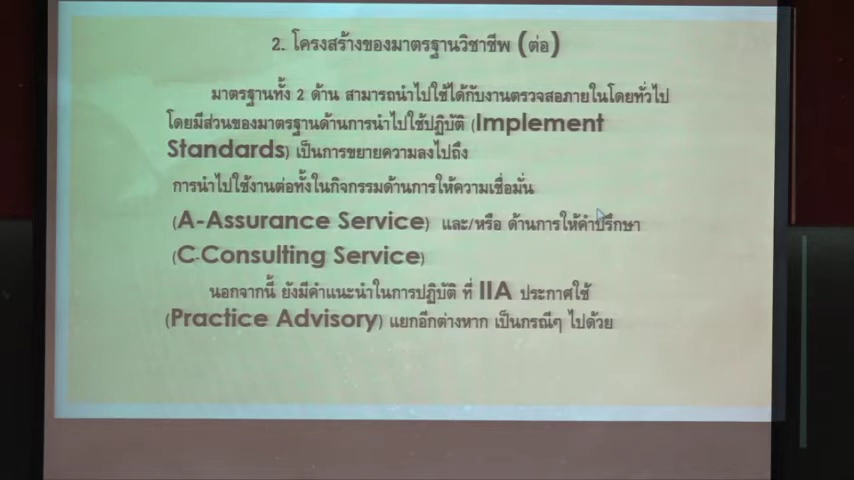 2. โครงสร้างของมาตรฐานวิชาชีพ (ต่อ)
มาตรฐานทั้ง 2 ด้าน สามารถนำไปใช้ได้กับงานตรวจสอภายในโดยทั่วไป
โดยมีส่วนของมาตรฐานด้านการนำไปใช้ปฏิบัติ (Implement
Standards) เป็นการขยายความลงไปถึง
การนำไปใช้งานต่อทั้งในกิจกรรมด้านการให้ความเชื่อมั่น
(A-Assurance Service) และ/หรือ ด้านการให้คำปรึกษา
(C-Consulting Service)
นอกจากนี้ ยังมีคำแนะนำในการปฏิบัติ ที่ IIA ประกาศใช้
(Practice Advisory) แยกอีกต่างหาก เป็นกรณีๆ ไปด้วย